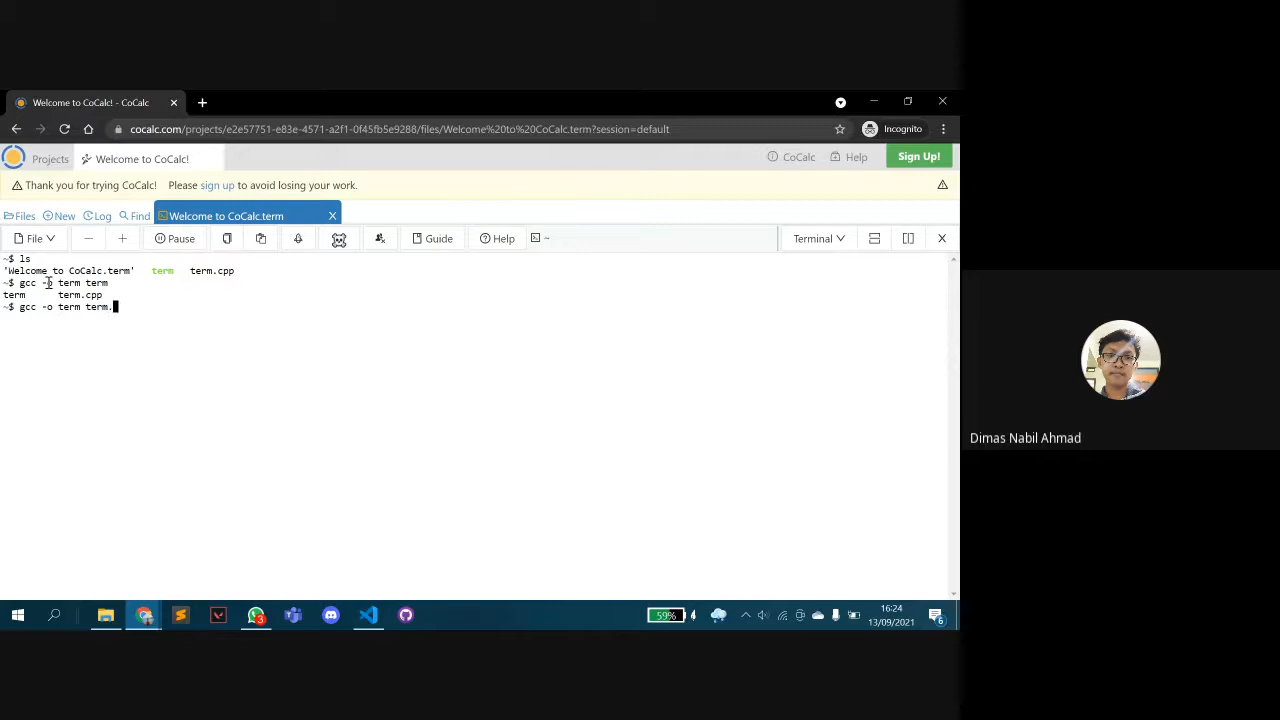 Welcome to CoCalc! - CoCalc
cocalc.com/projects/e2e57751-e83e-4571-a2f1-0f45fb5e9288/files/Welcome%20to%20CoCalc.term?session=default
Incognito
Projects
Welcome to CoCalc!
CoCalc
Help
Sign Up!
Thank you for trying CoCalc! Please sign up to avoid losing your work.
Files
New
Log
Find
Welcome to CoCalc.term
File
Pause
Guide
Help
~
Terminal
~$ ls
'Welcome to CoCalc.term' term term.cpp
~$ gcc -o term term
term term.cpp
~$ gcc -o term term.
Dimas Nabil Ahmad
3
59%
16:24
13/09/2021
6